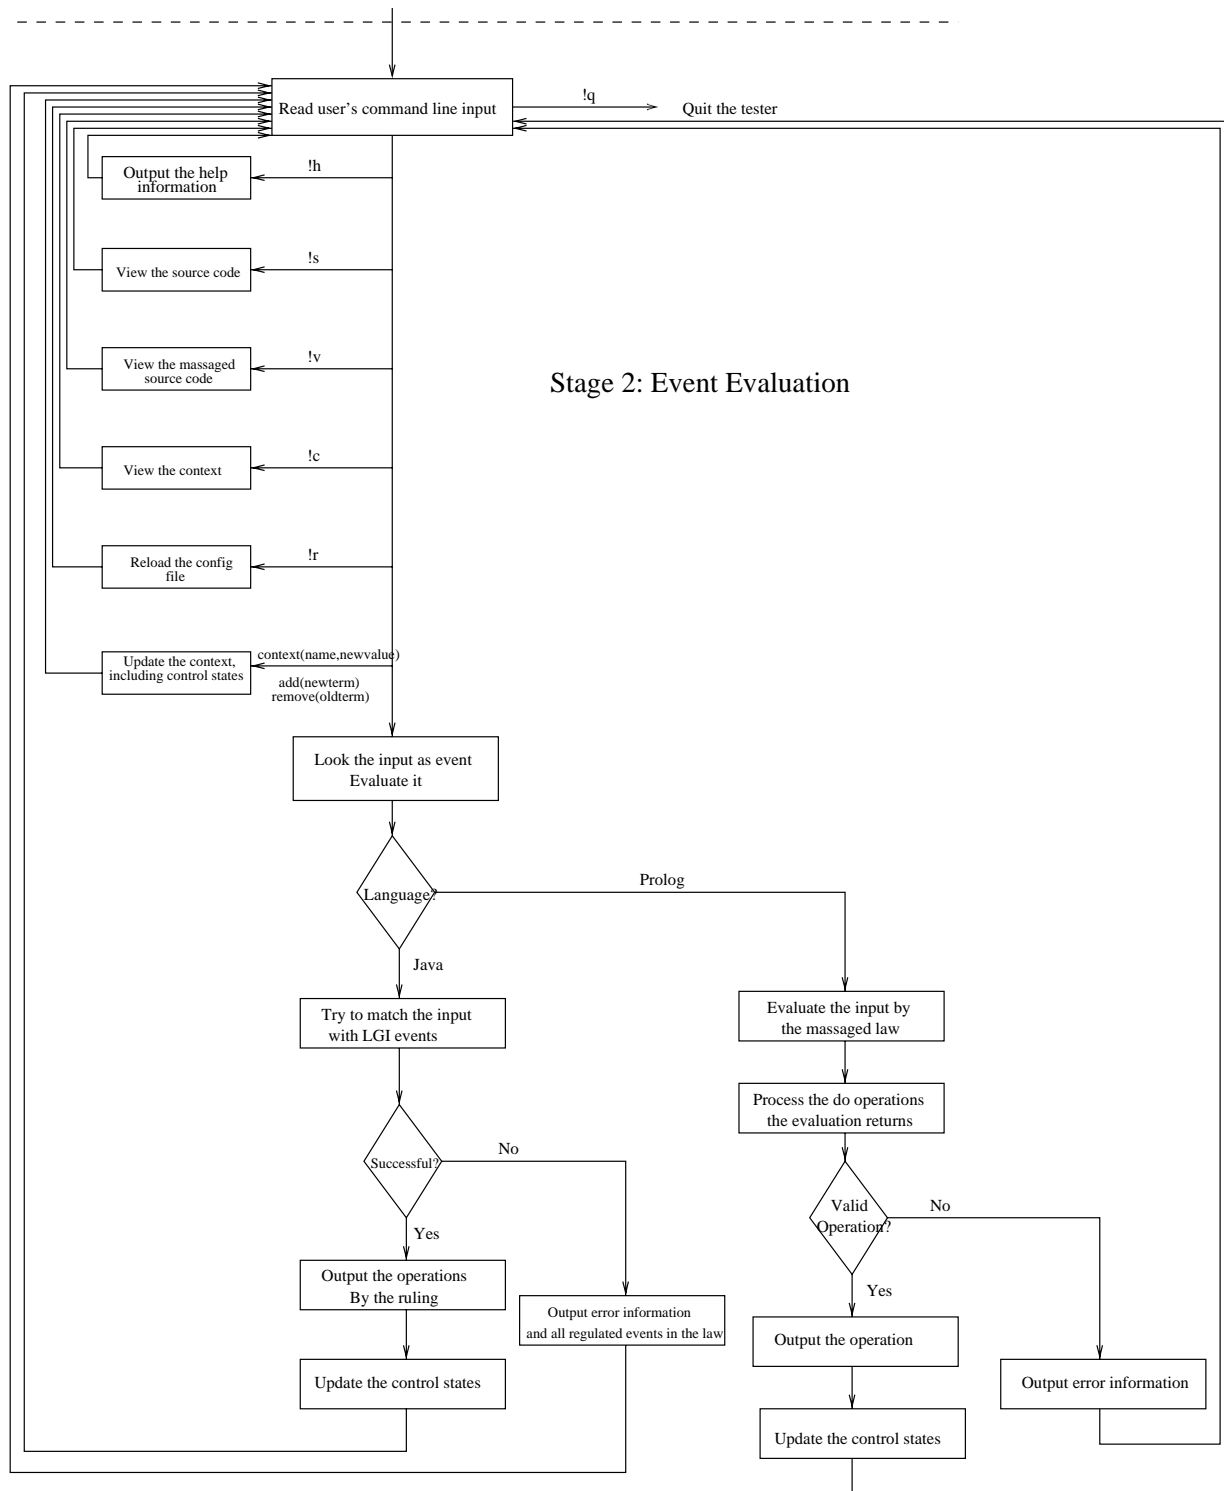 Read user's command line input
!q
Quit the tester
!h
Output the help
information
!s
View the source code
!v
View the massaged
source code
Stage 2: Event Evaluation
!c
View the context
!r
Reload the config
file
context(name,newvalue)
Update the context,
including control states
add(newterm)
remove(oldterm)
Look the input as event
Evaluate it
Language?
Prolog
Java
Try to match the input
with LGI events
Evaluate the input by
the massaged law
Process the do operations
the evaluation returns
Successful?
No
Yes
Valid
Operation?
No
Yes
Output the operations
By the ruling
Output error information
and all regulated events in the law
Output the operation
Update the control states
Output error information
Update the control states